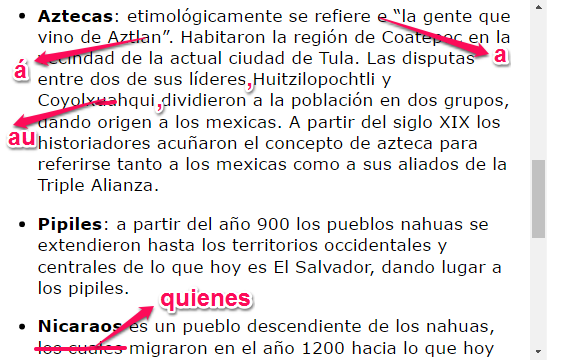 • Aztecas: etimológicamente se refiere e “la gente que
vino de Aztlan”. Habitaron la región de Coatepec en la
vecindad de la actual ciudad de Tula. Las disputas
a
á
entre dos de sus líderes,Huitzilopochtli y
Coyolxuahqui,dividieron a la población en dos grupos,
au
dando origen a los mexicas. A partir del siglo XIX los
historiadores acuñaron el concepto de azteca para
referirse tanto a los mexicas como a sus aliados de la
Triple Alianza.
• Pipiles: a partir del año 900 los pueblos nahuas se
extendieron hasta los territorios occidentales y
centrales de lo que hoy es El Salvador, dando lugar a
los pipiles.
quienes
• Nicaraos es un pueblo descendiente de los nahuas,
los cuales migraron en el año 1200 hacia lo que hoy